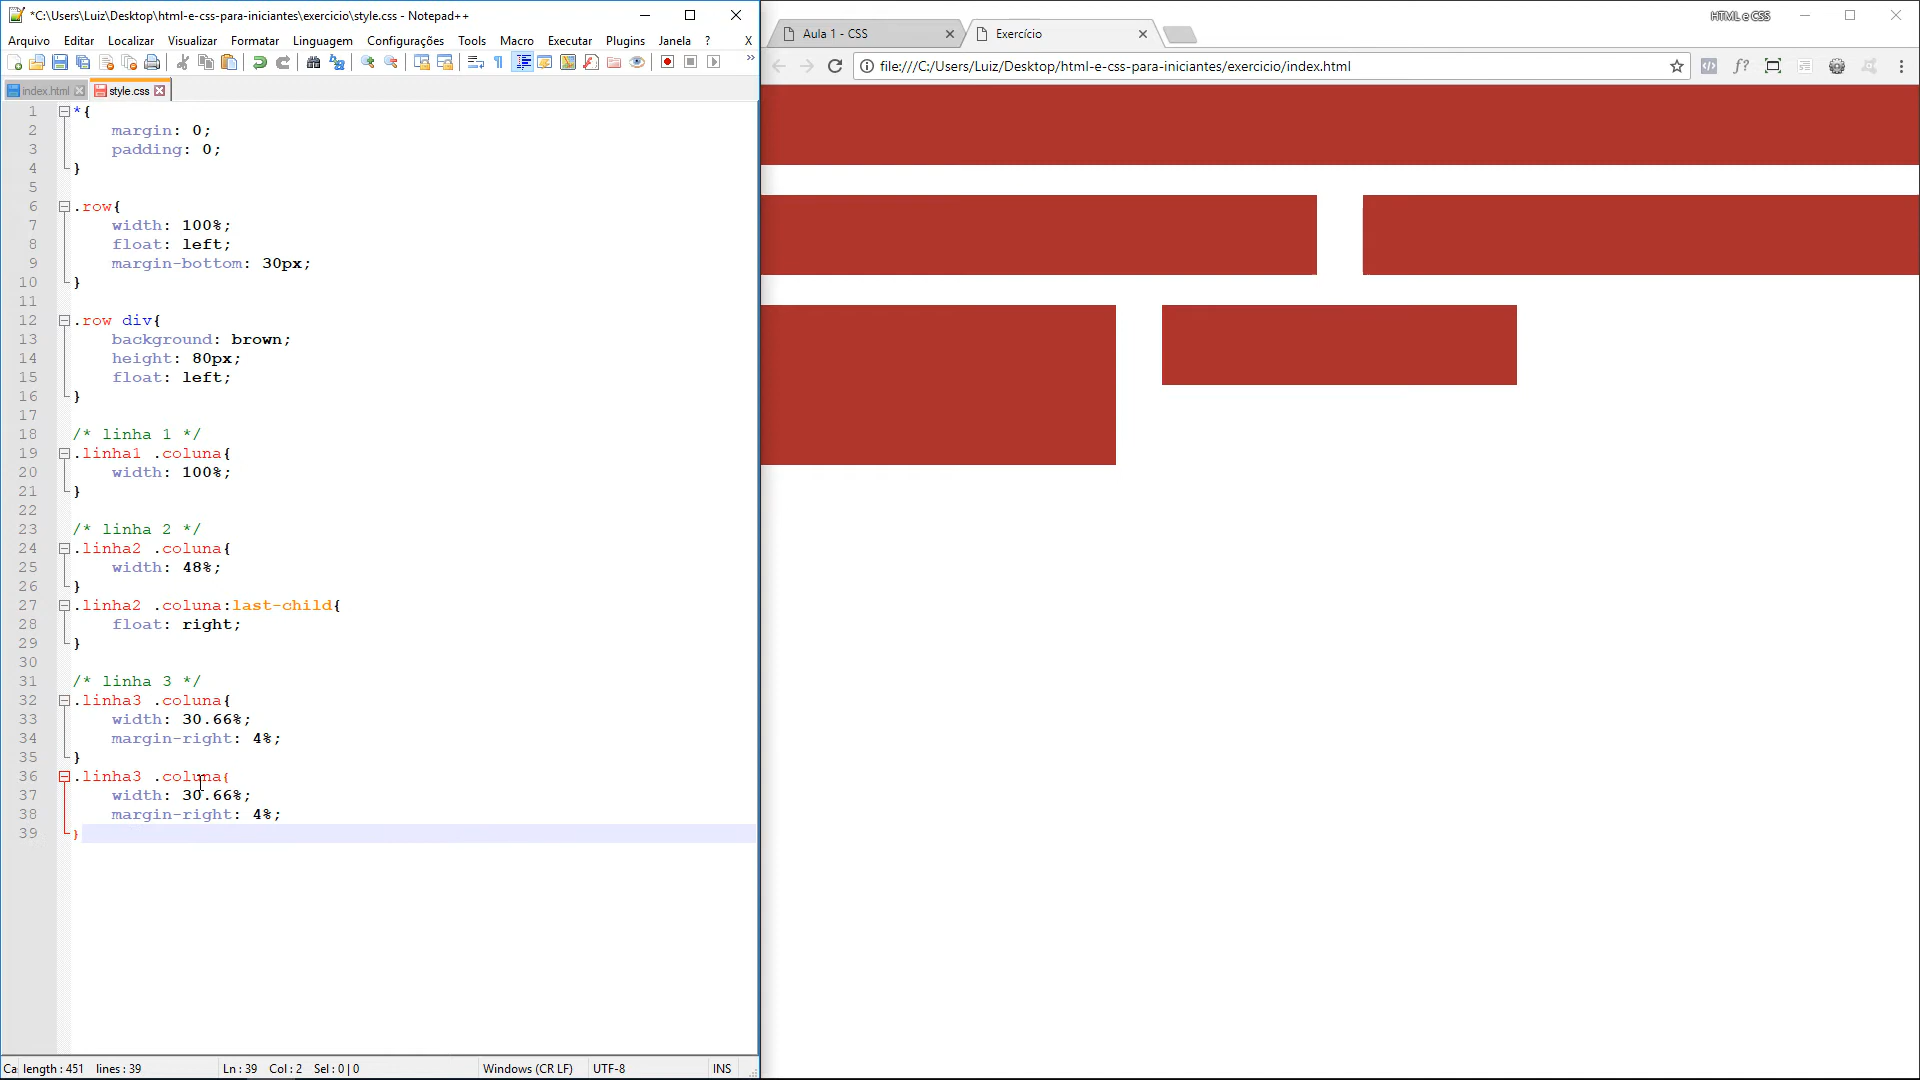 *C:\Users\Luiz\Desktop\html-e-css-para-iniciantes\exercicio\style.css - Notepad++
Arquivo Editar Localizar Visualizar Formatar Linguagem Configurações Tools Macro Executar Plugins Janela ? X
index.html
style.css
1 *{
2 margin: 0;
3 padding: 0;
4 }
5
6 .row{
7 width: 100%;
8 float: left;
9 margin-bottom: 30px;
10 }
11
12 .row div{
13 background: brown;
14 height: 80px;
15 float: left;
16 }
17
18 /* linha 1 */
19 .linha1 .coluna{
20 width: 100%;
21 }
22
23 /* linha 2 */
24 .linha2 .coluna{
25 width: 48%;
26 }
27 .linha2 .coluna:last-child{
28 float: right;
29 }
30
31 /* linha 3 */
32 .linha3 .coluna{
33 width: 30.66%;
34 margin-right: 4%;
35 }
36 .linha3 .coluna{
37 width: 30.66%;
38 margin-right: 4%;
39 }
Ca length : 451 lines : 39 Ln : 39 Col : 2 Sel : 0 | 0 Windows (CR LF) UTF-8 INS
HTML e CSS
Aula 1 - CSS
Exercício
file:///C:/Users/Luiz/Desktop/html-e-css-para-iniciantes/exercicio/index.html
f?